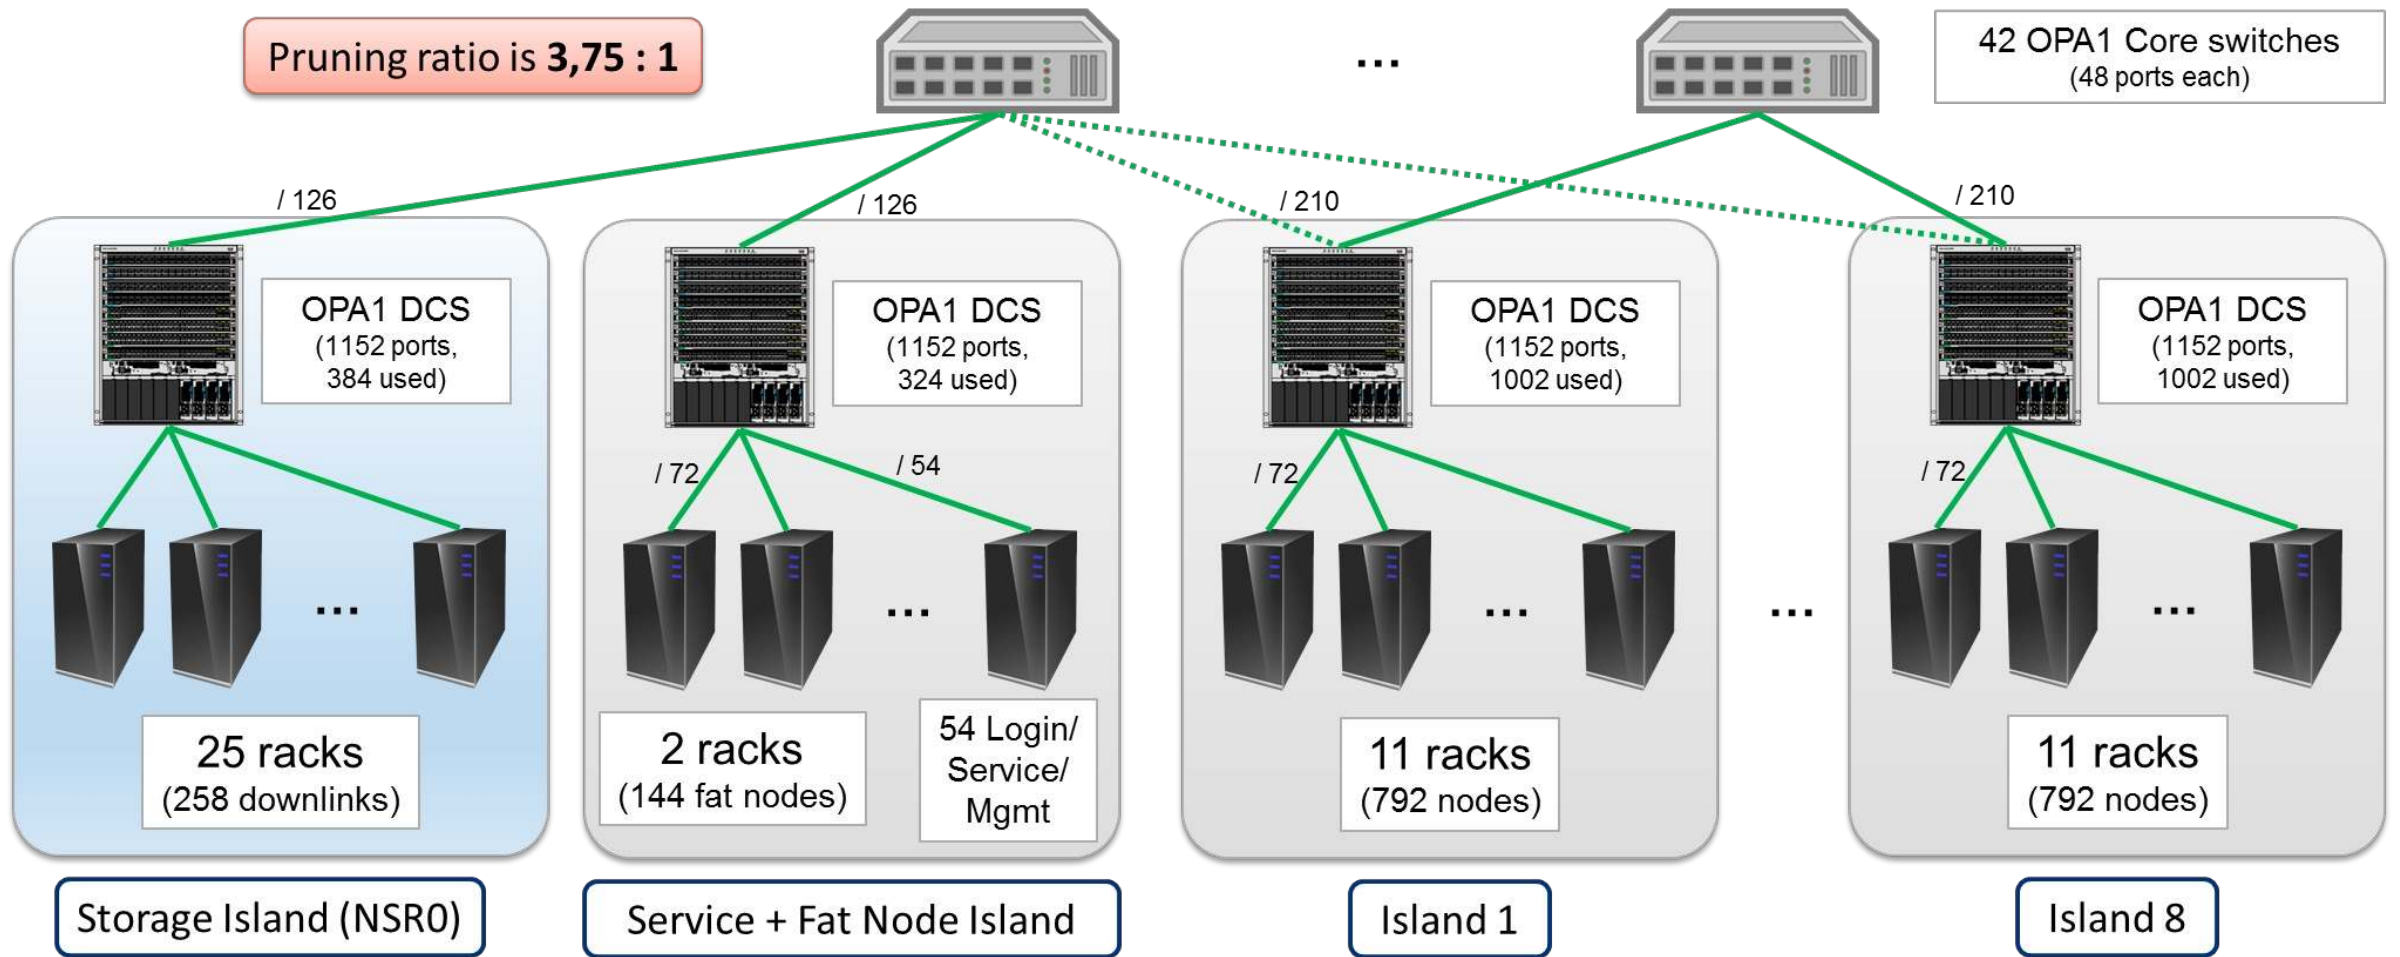 Pruning ratio is 3,75 : 1
...
42 OPA1 Core switches
(48 ports each)
/ 126
/ 126
/ 210
/ 210
OPA1 DCS
(1152 ports,
384 used)
OPA1 DCS
(1152 ports,
324 used)
OPA1 DCS
(1152 ports,
1002 used)
OPA1 DCS
(1152 ports,
1002 used)
/ 72
/ 54
/ 72
/ 72
...
...
...
...
...
25 racks
(258 downlinks)
2 racks
(144 fat nodes)
54 Login/
Service/
Mgmt
11 racks
(792 nodes)
11 racks
(792 nodes)
Storage Island (NSR0)
Service + Fat Node Island
Island 1
Island 8